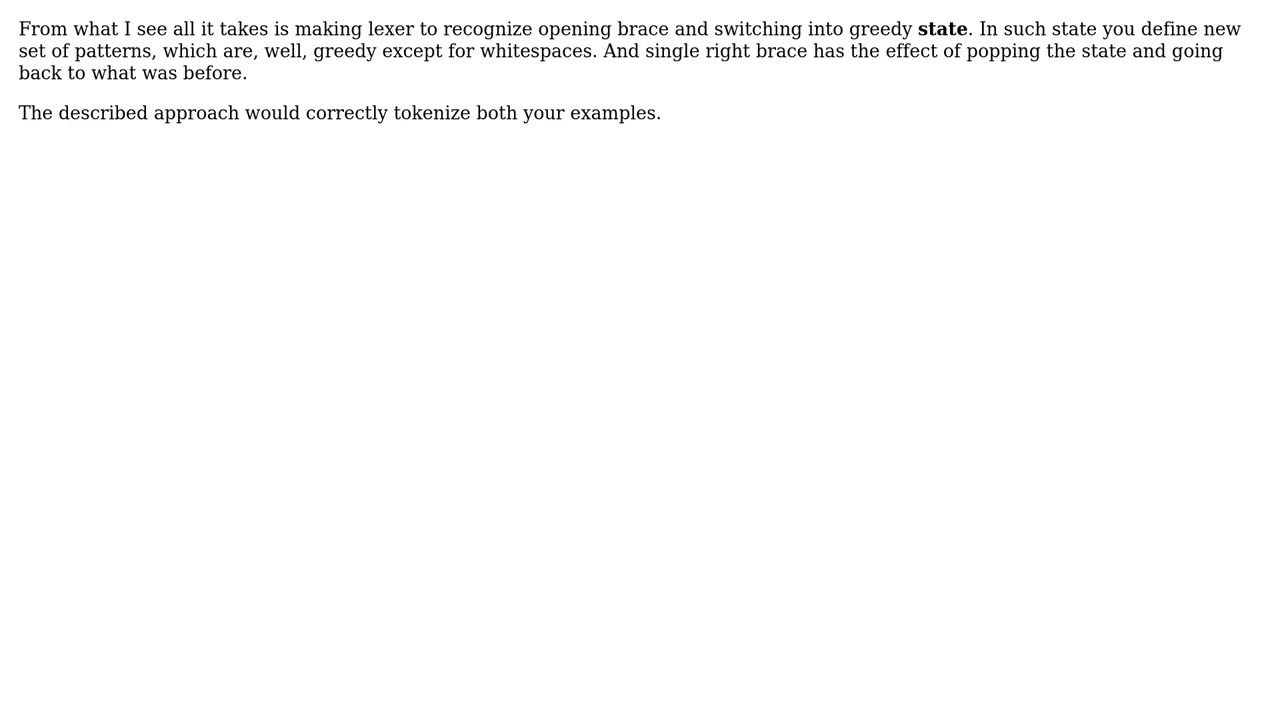 From what I see all it takes is making lexer to recognize opening brace and switching into greedy state. In such state you define new
set of patterns, which are, well, greedy except for whitespaces. And single right brace has the effect of popping the state and going
back to what was before.
The described approach would correctly tokenize both your examples.